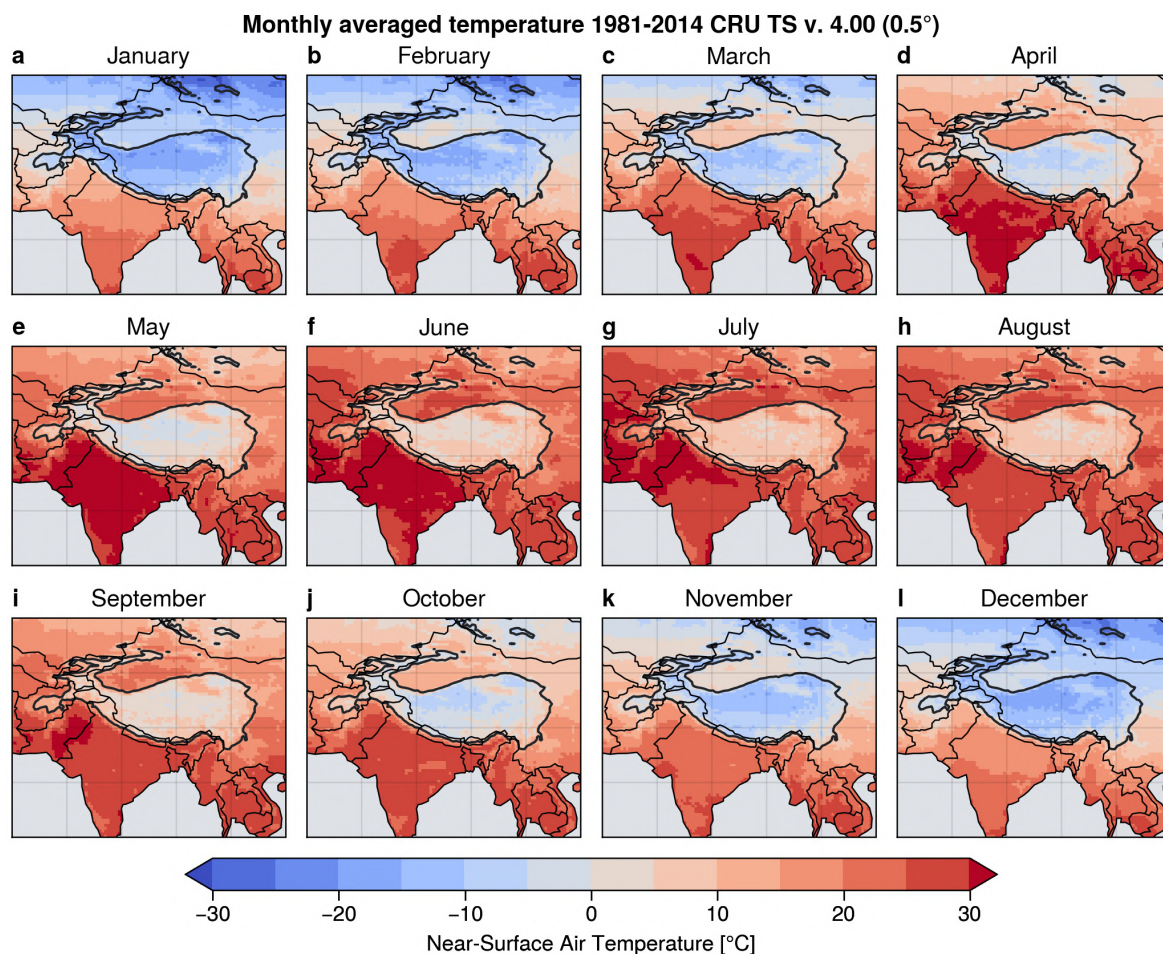 Monthly averaged temperature 1981-2014 CRU TS v. 4.00 (0.5°)
a January
b February
c March
d April
e May
f June
g July
h August
i September
j October
k November
l December
−30 −20 −10 0 10 20 30
Near-Surface Air Temperature [°C]